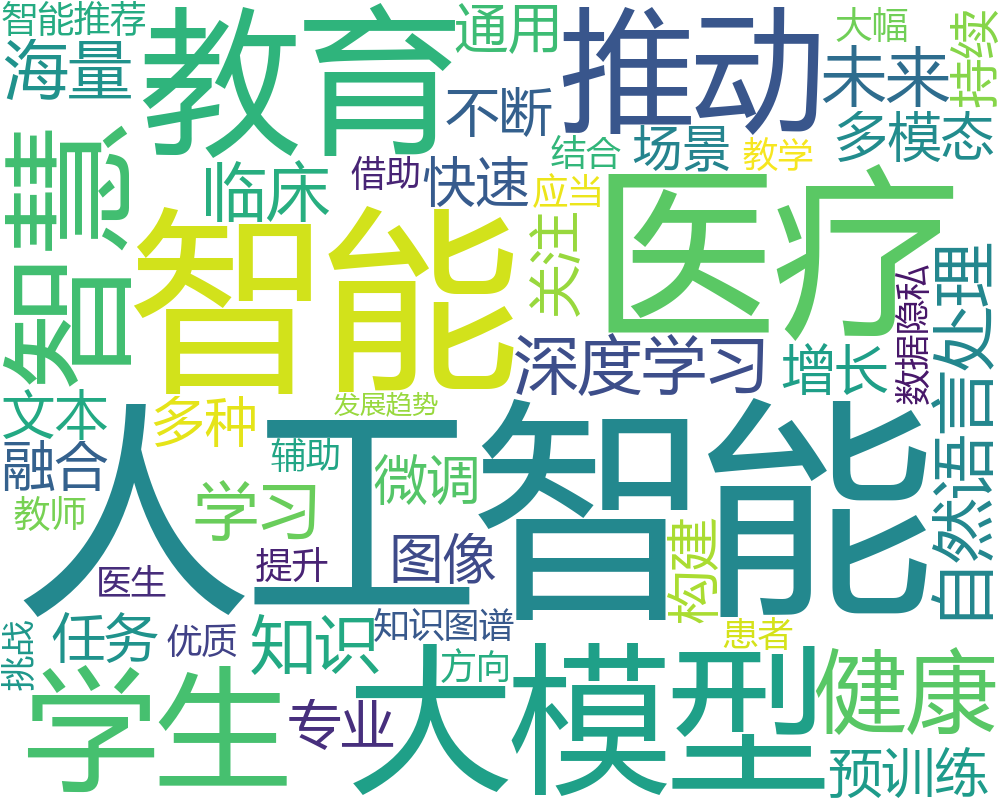 智能推荐
教育
通用
推动
大幅
持续
海量
未来
不断
多模态
场景
结合
教学
智慧
临床
借助
快速
应当
医疗
智能
关注
自然语言处理
数据隐私
深度学习
增长
文本
多种
发展趋势
人工智能
融合
辅助
微调
教师
学习
图像
构建
医生
提升
挑战
任务
优质
知识
知识图谱
患者
学生
大模型
方向
健康
专业
预训练